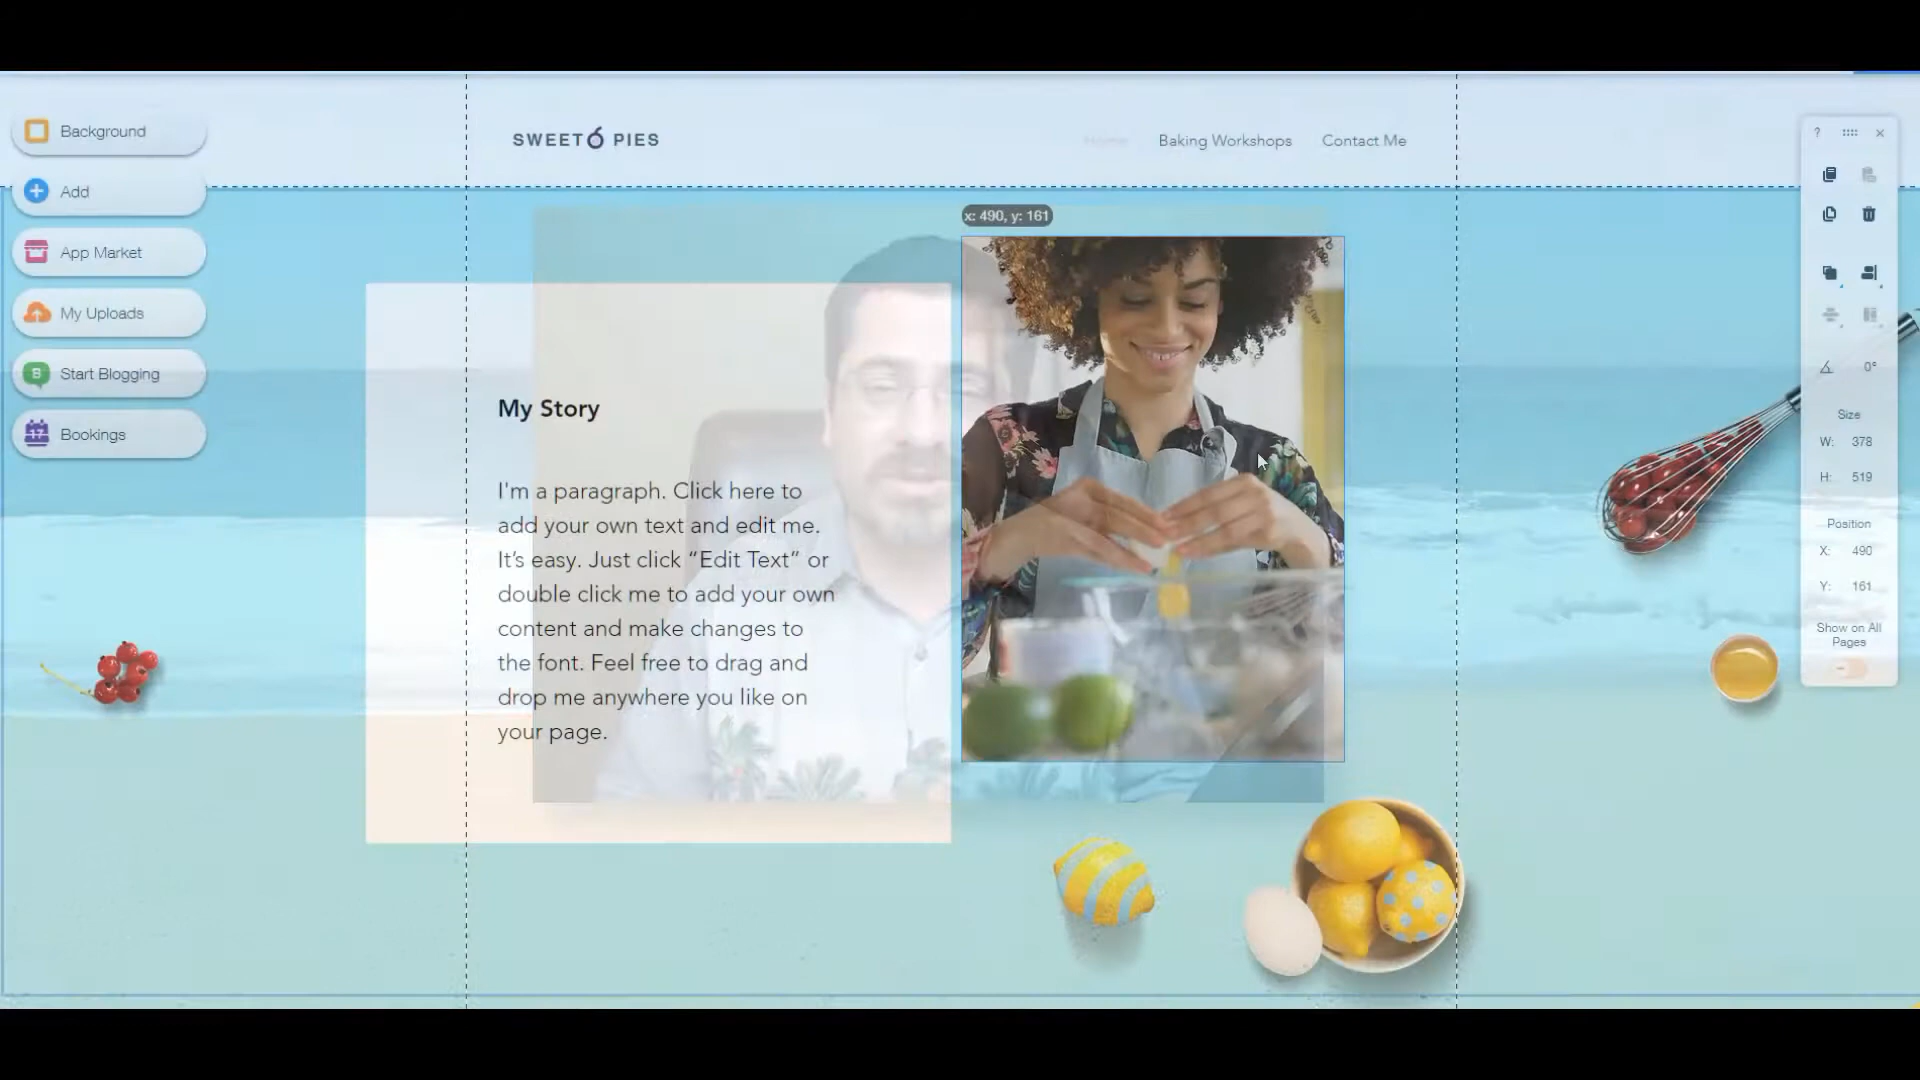 Background
Add
App Market
My Uploads
Start Blogging
Bookings
SWEET PIES
Home Baking Workshops Contact Me
x: 490, y: 161
My Story
I'm a paragraph. Click here to
add your own text and edit me.
It’s easy. Just click “Edit Text” or
double click me to add your own
content and make changes to
the font. Feel free to drag and
drop me anywhere you like on
your page.
?
0°
Size
W: 378
H: 519
Position
X: 490
Y: 161
Show on All
Pages